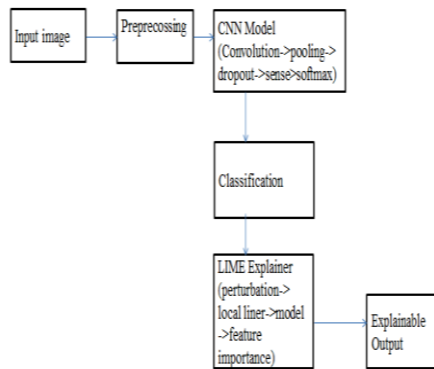 Input image
Preprecossing
CNN Model
(Convolution->pooling->
dropout->sense>softmax)
Classification
LIME Explainer
(perturbation->
local liner->model
->feature
importance)
Explainable
Output